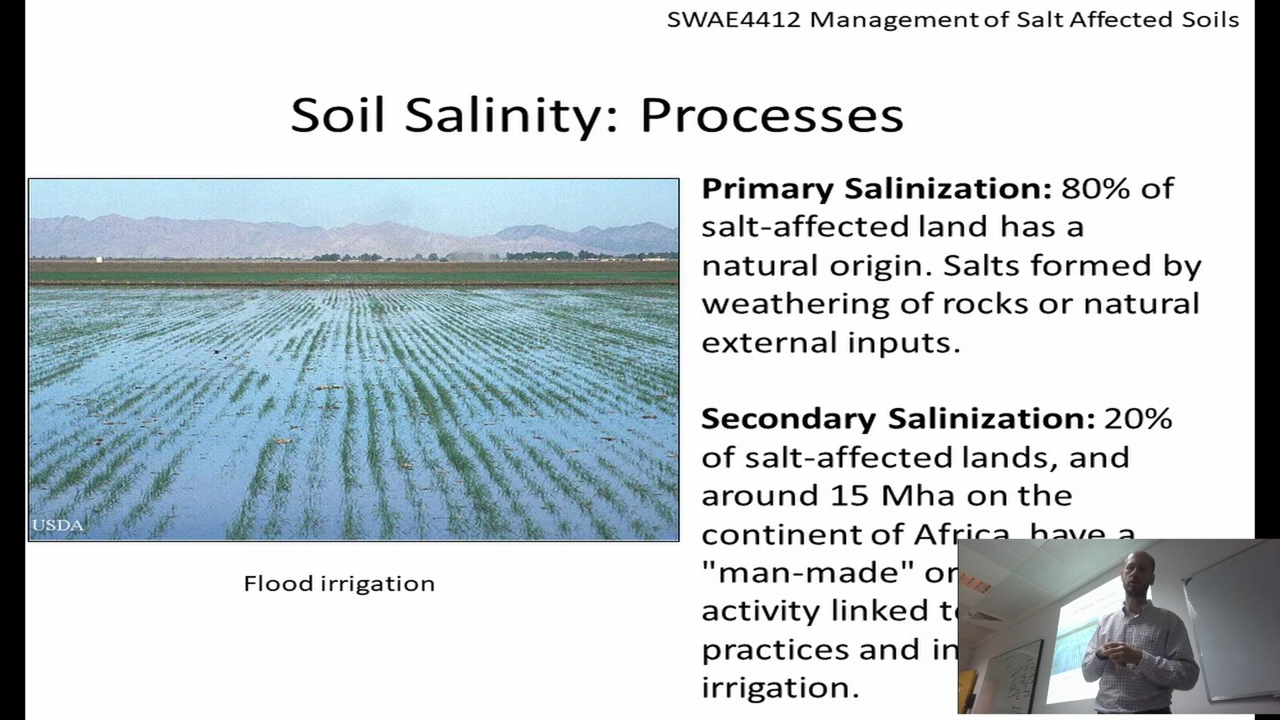 SWAE4412 Management of Salt Affected Soils
Soil Salinity: Processes
Primary Salinization: 80% of
salt-affected land has a
natural origin. Salts formed by
weathering of rocks or natural
external inputs.
Secondary Salinization: 20%
of salt-affected lands, and
around 15 Mha on the
continent of Africa, have a
"man-made"
activity linked
practices and
irrigation.
USDA
Flood irrigation